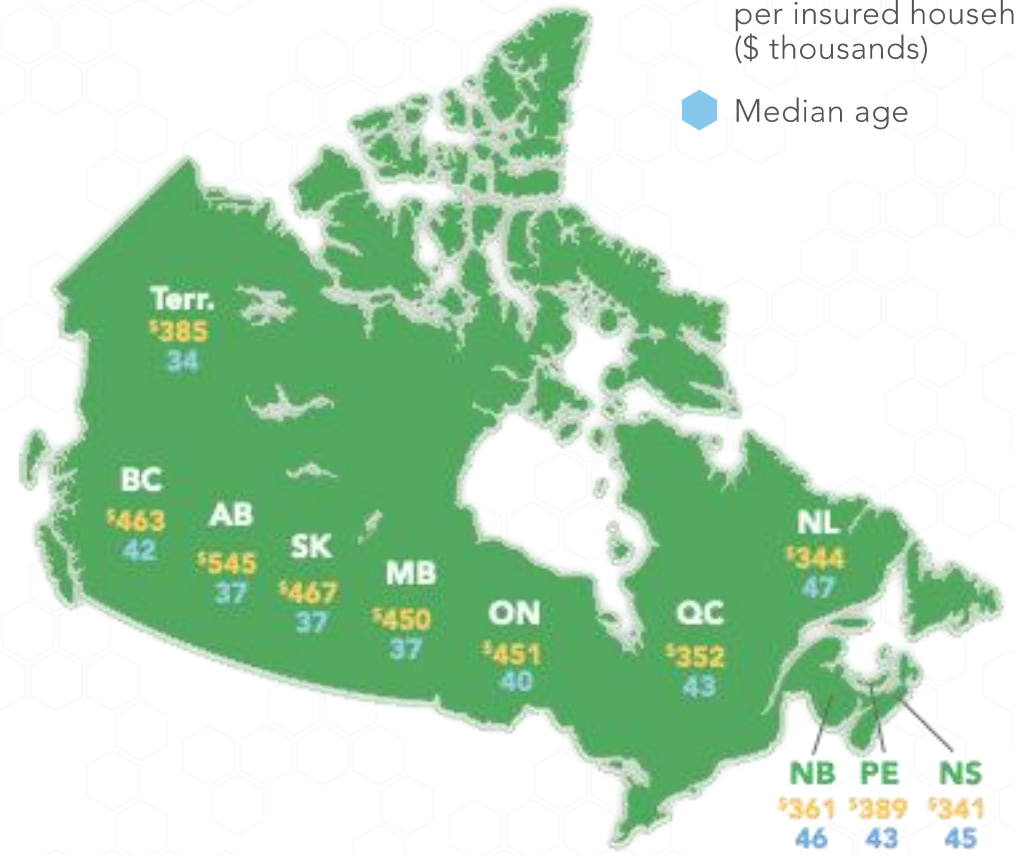 per insured househ
($ thousands)
Median age
Terr.
$385
34
BC
$463
42
AB
$545
37
SK
$467
37
MB
$450
37
ON
$451
40
QC
$352
43
NL
$344
47
NB PE NS
$361 $389 $341
46 43 45